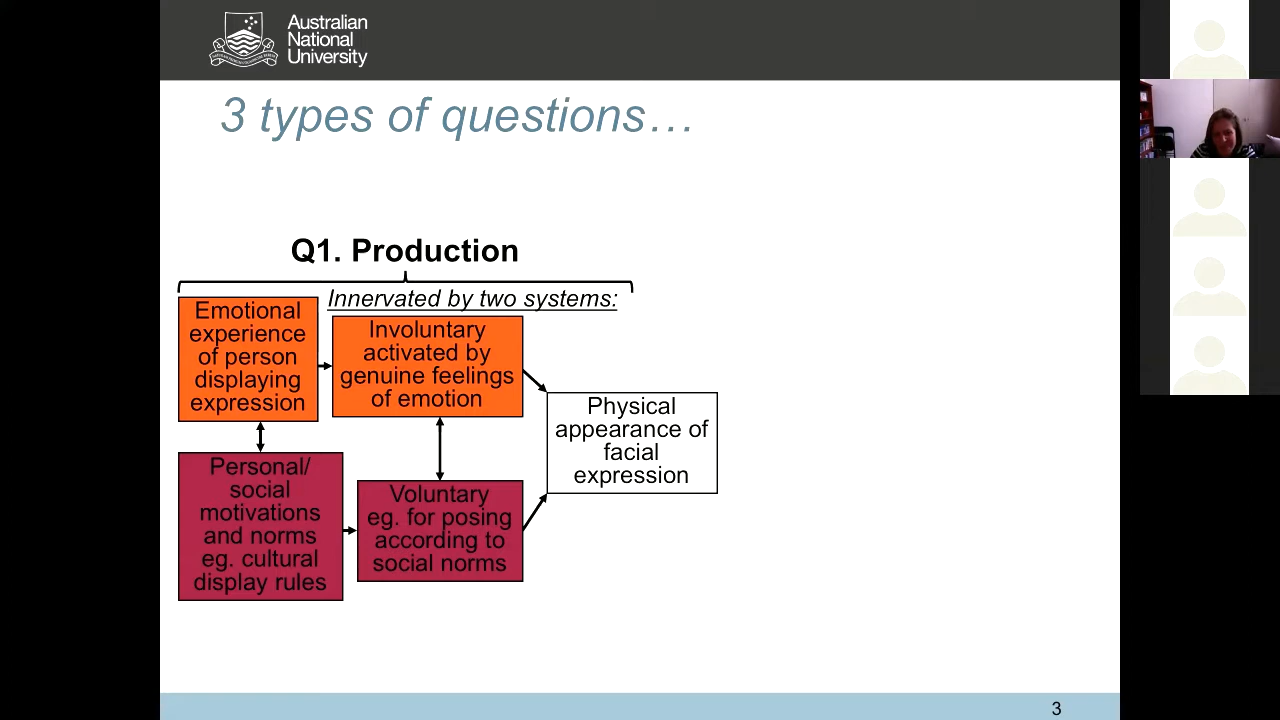 Australian
National
University
3 types of questions…
Q1. Production
Innervated by two systems:
Emotional
experience
of person
displaying
expression
Involuntary
activated by
genuine feelings
of emotion
Physical
appearance of
facial
expression
Personal/
social
motivations
and norms
eg. cultural
display rules
Voluntary
eg. for posing
according to
social norms
3